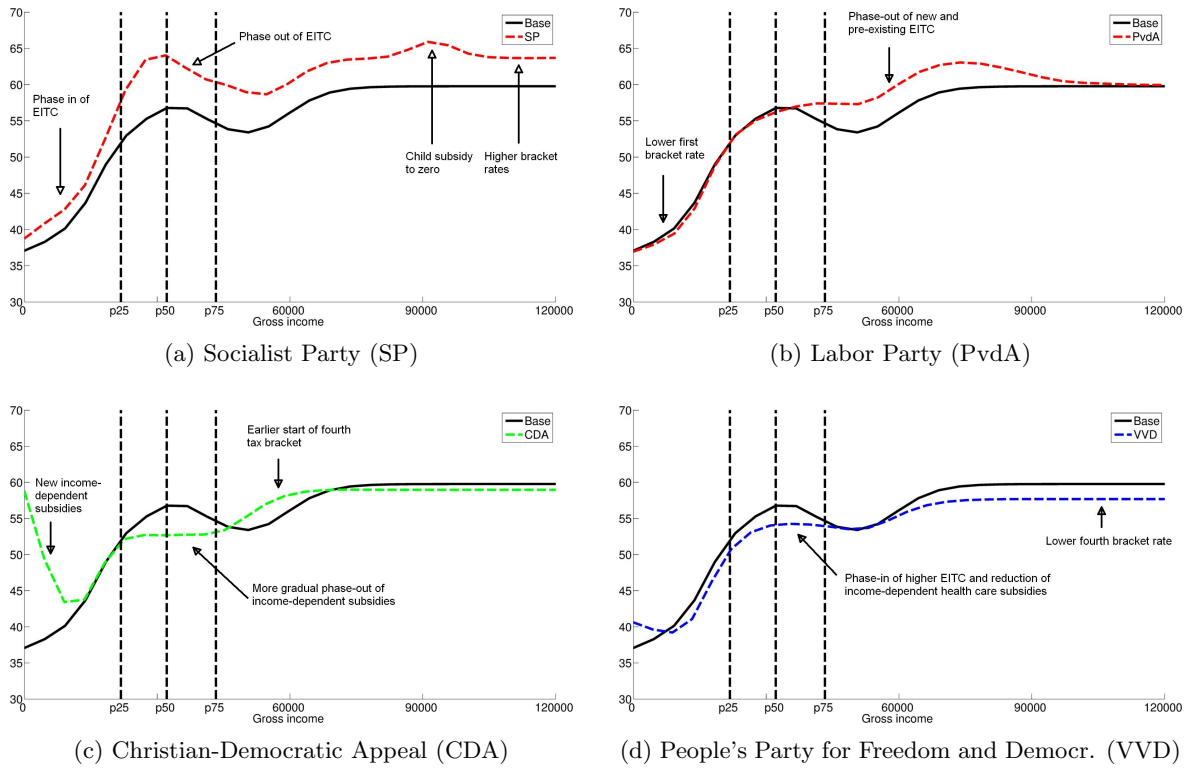 70
65
60
55
50
45
40
35
30
0
p25
p50
p75
60000
90000
120000
Gross income
Base
SP
Phase in of
EITC
Phase out of EITC
Child subsidy
to zero
Higher bracket
rates
(a) Socialist Party (SP)
70
65
60
55
50
45
40
35
30
0
p25
p50
p75
60000
90000
120000
Gross income
Base
PvdA
Lower first
bracket rate
Phase-out of new and
pre-existing EITC
(b) Labor Party (PvdA)
70
65
60
55
50
45
40
35
30
0
p25
p50
p75
60000
90000
120000
Gross income
Base
CDA
New income-
dependent
subsidies
Earlier start of fourth
tax bracket
More gradual phase-out of
income-dependent subsidies
(c) Christian-Democratic Appeal (CDA)
70
65
60
55
50
45
40
35
30
0
p25
p50
p75
60000
90000
120000
Gross income
Base
VVD
Lower fourth bracket rate
Phase-in of higher EITC and reduction of
income-dependent health care subsidies
(d) People's Party for Freedom and Democr. (VVD)